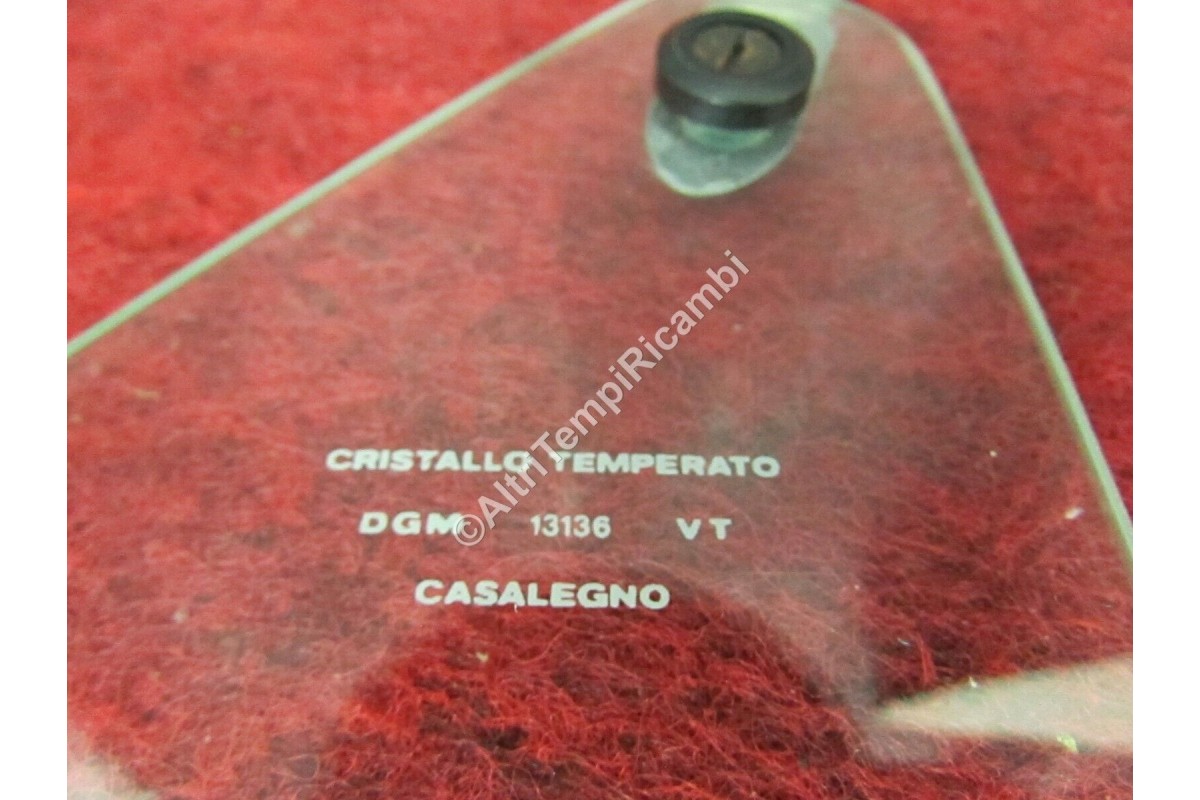 CRISTALLO TEMPERATO
DGM 13136 VT
CASALEGNO
©AltriTempiRicambi